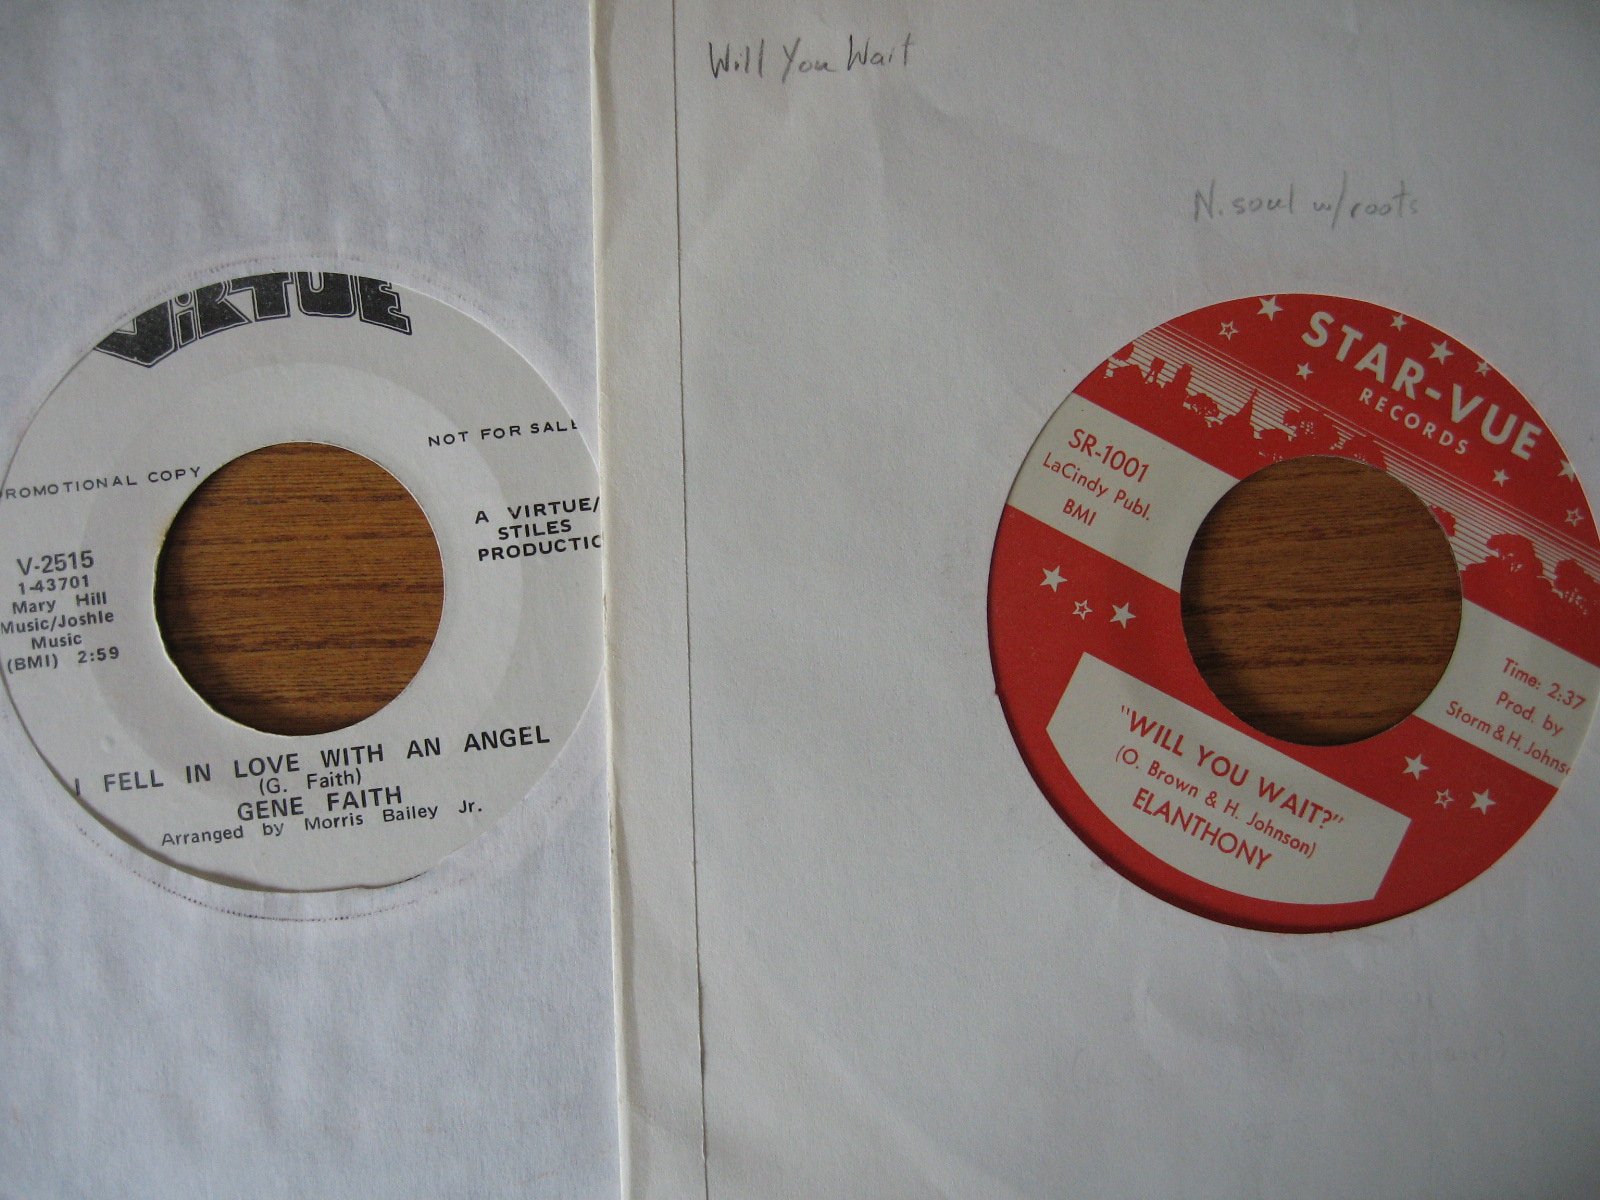 Will You Wait
N. soul w/roots
VIRTUE
NOT FOR SALE
PROMOTIONAL COPY
A VIRTUE/
STILES
PRODUCTIO
V-2515
1-43701
Mary Hill
Music/Joshle
Music
(BMI) 2:59
I FELL IN LOVE WITH AN ANGEL
(G. Faith)
GENE FAITH
Arranged by Morris Bailey Jr.
STAR-VUE
RECORDS
SR-1001
LaCindy Publ.
BMI
Time: 2:37
Prod. by
Storm & H. Johnso
"WILL YOU WAIT?"
(O. Brown & H. Johnson)
ELANTHONY